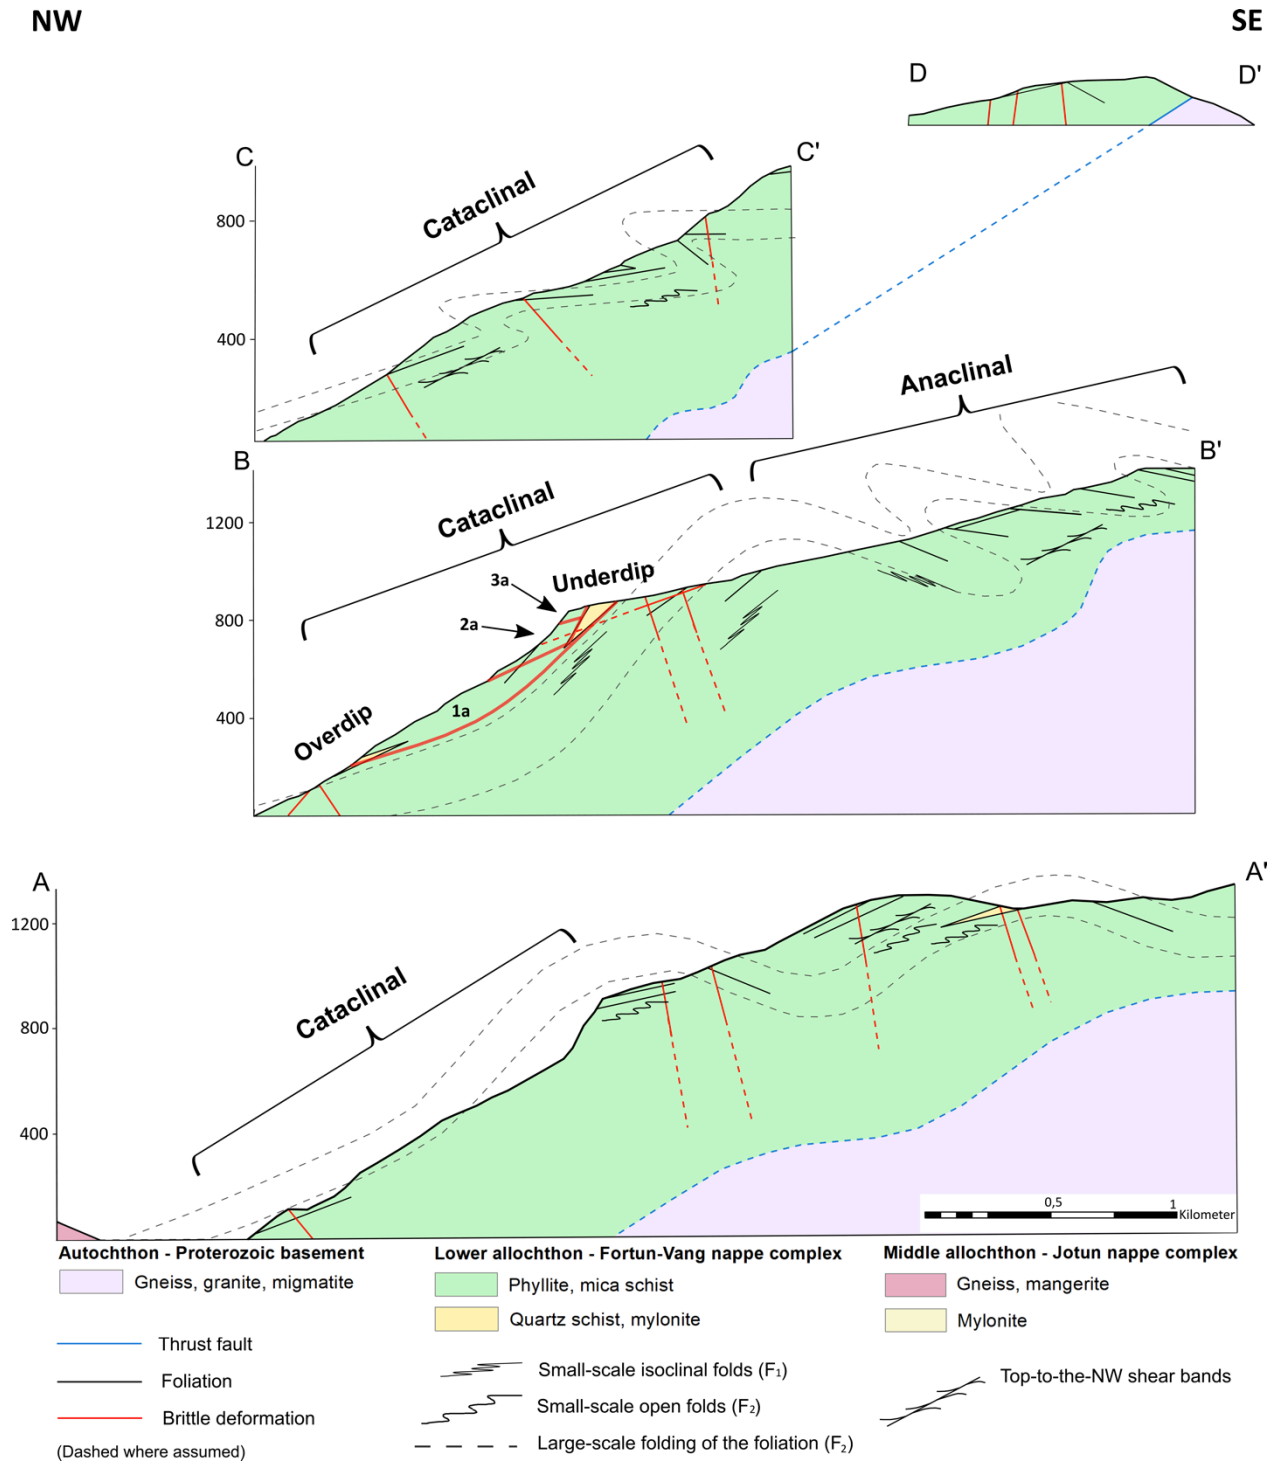 NW
SE
D
D'
C
C'
Cataclinal
800
400
Anaclinal
B
B'
Cataclinal
1200
3a
Underdip
800
2a
1a
400
Overdip
A
A'
1200
Cataclinal
800
400
0,5
1
Kilometer
Autochthon - Proterozoic basement
Lower allochthon - Fortun-Vang nappe complex
Middle allochthon - Jotun nappe complex
Gneiss, granite, migmatite
Phyllite, mica schist
Gneiss, mangerite
Quartz schist, mylonite
Mylonite
Thrust fault
Foliation
Brittle deformation
(Dashed where assumed)
Small-scale isoclinal folds (F₁)
Small-scale open folds (F₂)
Large-scale folding of the foliation (F₂)
Top-to-the-NW shear bands